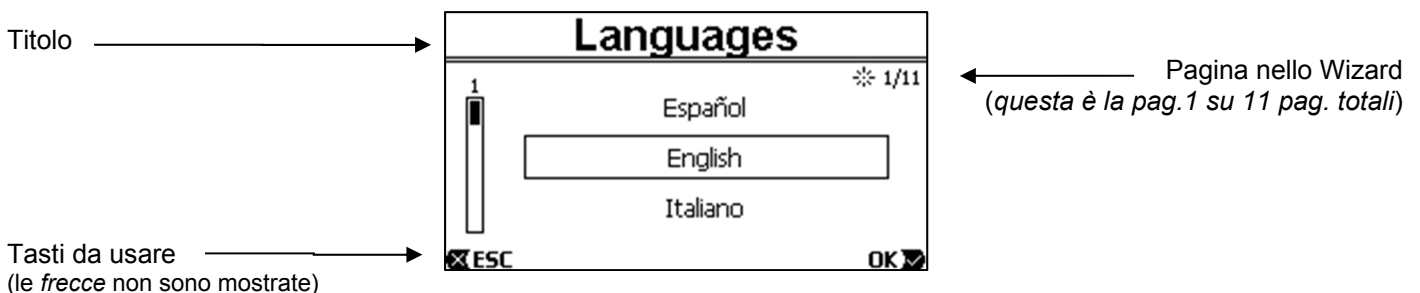 Titolo
Languages
Pagina nello Wizard
(questa è la pag.1 su 11 pag. totali)
1
1/11
Español
English
Italiano
Tasti da usare
(le frecce non sono mostrate)
ESC
OK